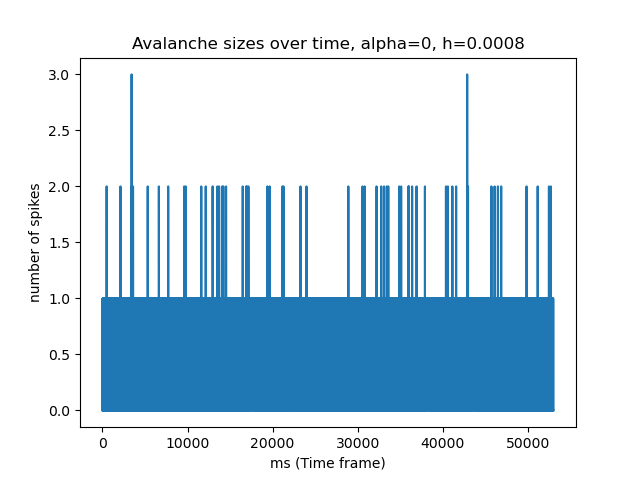 Avalanche sizes over time, alpha=0, h=0.0008
3.0
2.5
2.0
1.5
1.0
0.5
0.0
number of spikes
0 10000 20000 30000 40000 50000
ms (Time frame)